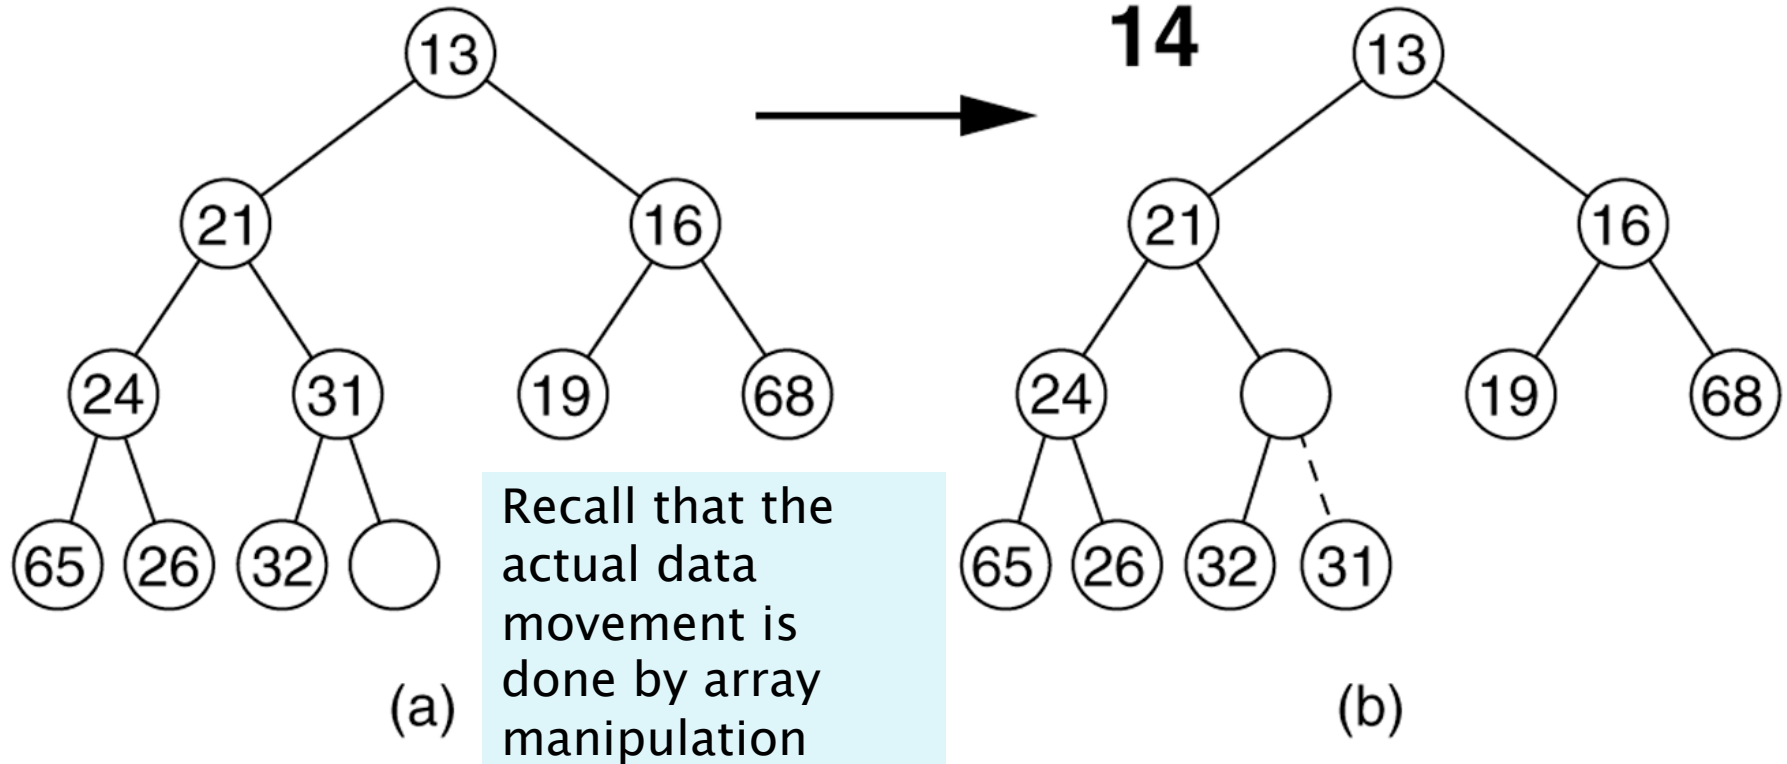 13
21 16
24 31 19 68
65 26 32
(a)
Recall that the
actual data
movement is
done by array
manipulation
14
13
21 16
24 19 68
65 26 32 31
(b)